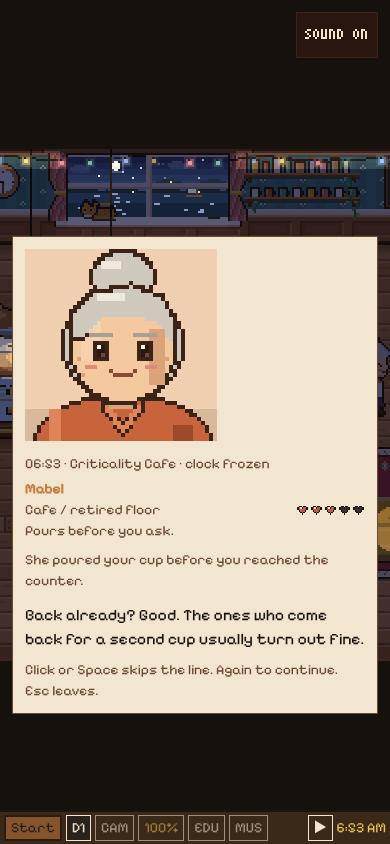 SOUND ON
06:53 · Criticality Cafe · clock frozen
Mabel
Cafe / retired floor
Pours before you ask.
She poured your cup before you reached the
counter.
Back already? Good. The ones who come
back for a second cup usually turn out fine.
Click or Space skips the line. Again to continue.
Esc leaves.
Start D1 CAM 100% EDU MUS 6:53 AM